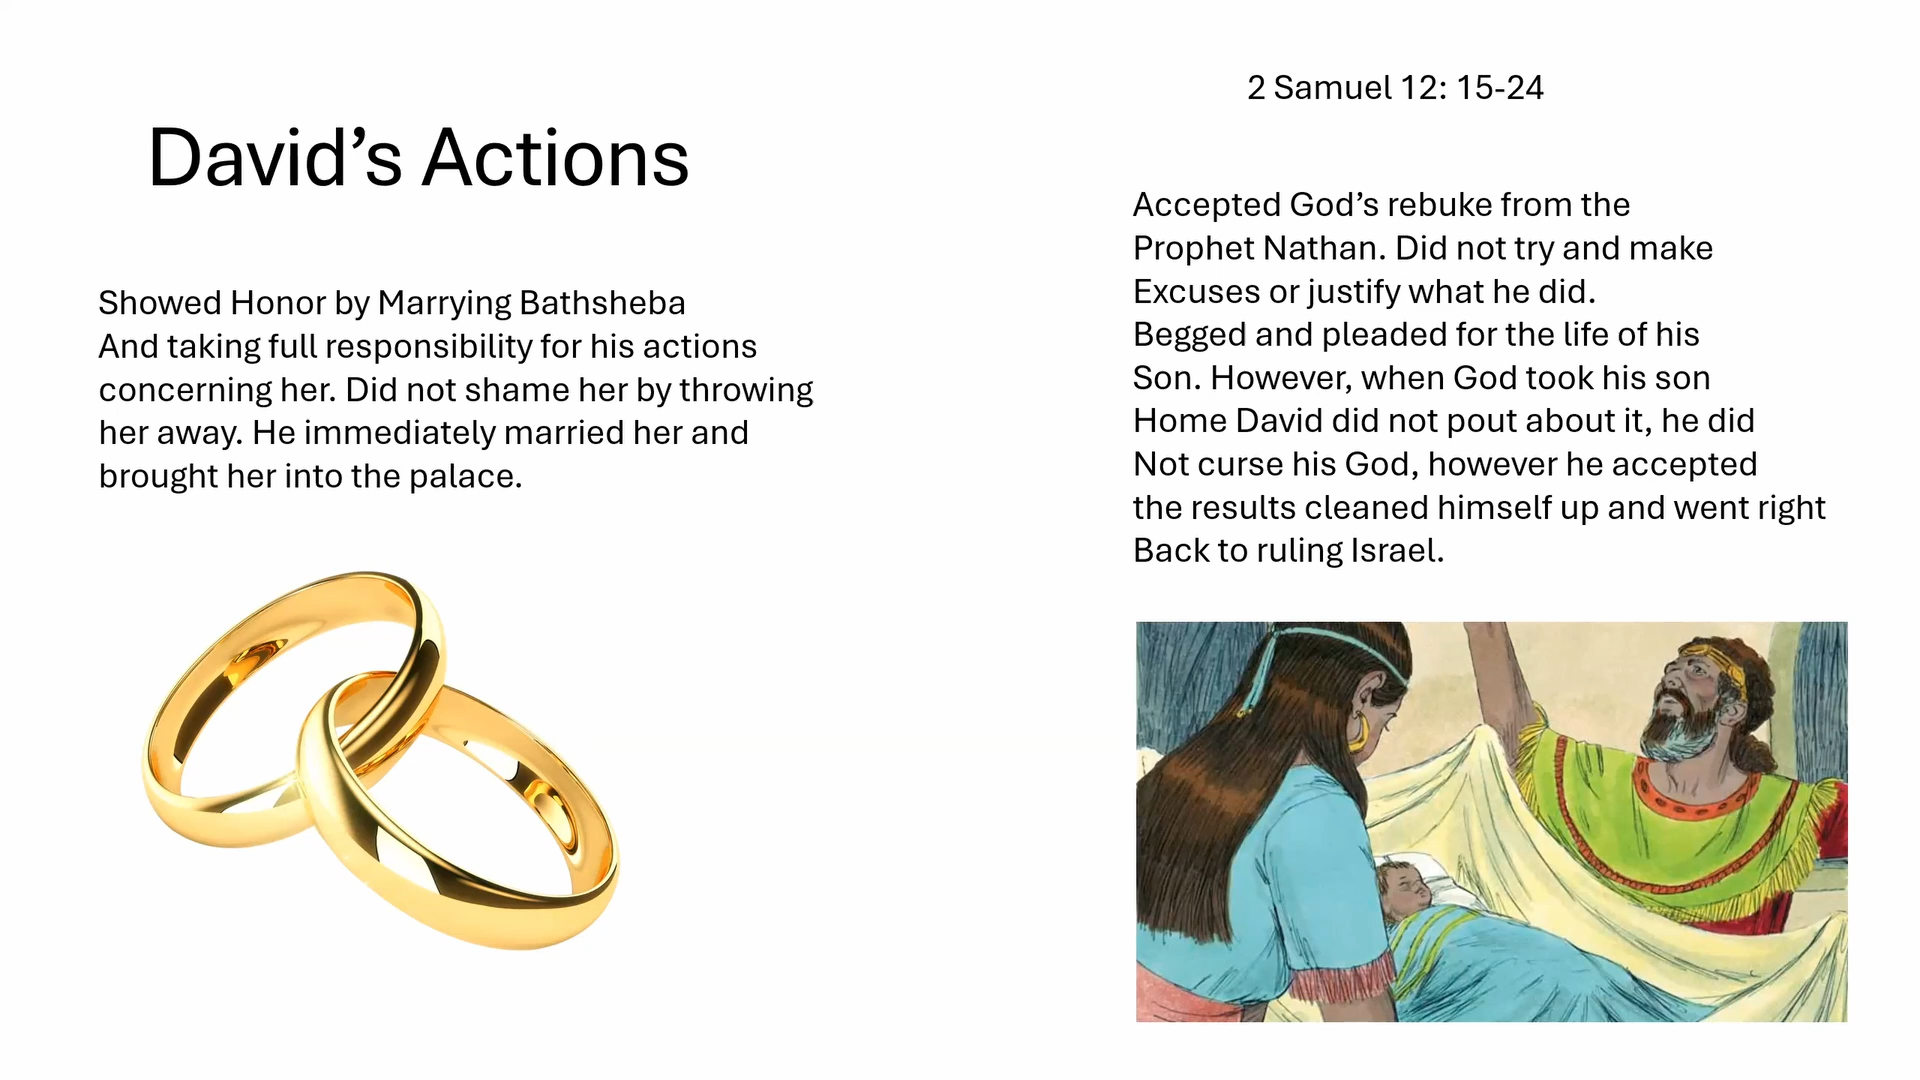 David’s Actions
Showed Honor by Marrying Bathsheba
And taking full responsibility for his actions
concerning her. Did not shame her by throwing
her away. He immediately married her and
brought her into the palace.
2 Samuel 12: 15-24
Accepted God’s rebuke from the
Prophet Nathan. Did not try and make
Excuses or justify what he did.
Begged and pleaded for the life of his
Son. However, when God took his son
Home David did not pout about it, he did
Not curse his God, however he accepted
the results cleaned himself up and went right
Back to ruling Israel.